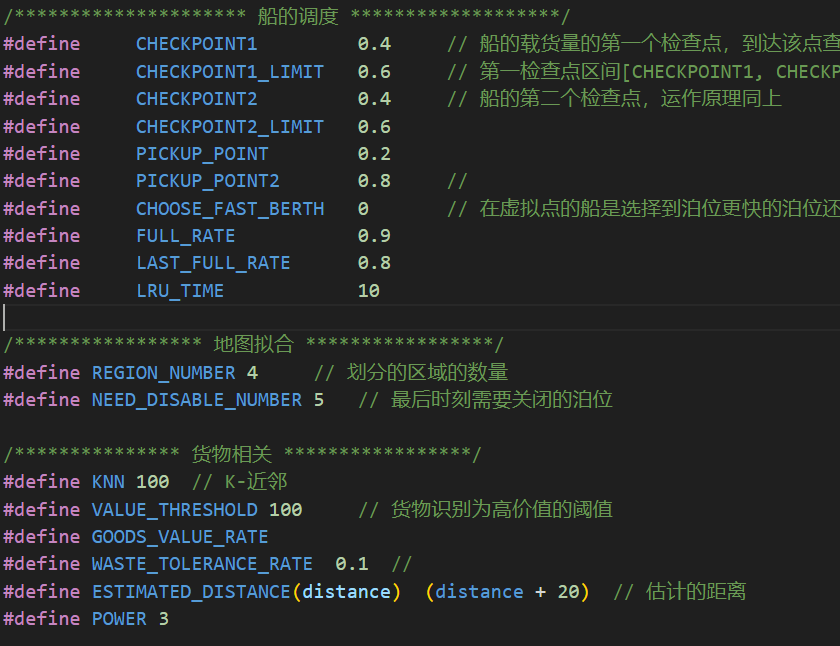 /********************* 船的调度 *******************/
#define CHECKPOINT1 0.4 // 船的载货量的第一个检查点，到达该点查
#define CHECKPOINT1_LIMIT 0.6 // 第一检查点区间[CHECKPOINT1, CHECKP
#define CHECKPOINT2 0.4 // 船的第二个检查点，运作原理同上
#define CHECKPOINT2_LIMIT 0.6
#define PICKUP_POINT 0.2
#define PICKUP_POINT2 0.8 //
#define CHOOSE_FAST_BERTH 0 // 在虚拟点的船是选择到泊位更快的泊位还
#define FULL_RATE 0.9
#define LAST_FULL_RATE 0.8
#define LRU_TIME 10
/***************** 地图拟合 *****************/
#define REGION_NUMBER 4 // 划分的区域的数量
#define NEED_DISABLE_NUMBER 5 // 最后时刻需要关闭的泊位
/*************** 货物相关 *****************/
#define KNN 100 // K-近邻
#define VALUE_THRESHOLD 100 // 货物识别为高价值的阈值
#define GOODS_VALUE_RATE
#define WASTE_TOLERANCE_RATE 0.1 //
#define ESTIMATED_DISTANCE(distance) (distance + 20) // 估计的距离
#define POWER 3